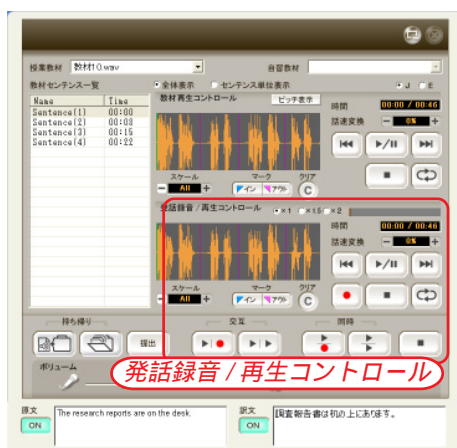 授業教材 教材10.wav 自習教材
教材センテンス一覧 全体表示 センテンス単位表示 J E
Name Time
Sentence(1) 00:00
Sentence(2) 00:08
Sentence(3) 00:15
Sentence(4) 00:22
教材再生コントロール ピッチ表示
時間 00:00 / 00:46
話速変換 − 0% +
スケール マーク クリア
− All + イン アウト C
発話録音/再生コントロール ×1 ×1.5 ×2
時間 00:00 / 00:46
話速変換 − 0% +
スケール マーク クリア
− All + イン アウト C
持ち帰り 交互 同時
提出
ボリューム
発話録音/再生コントロール
原文 The research reports are on the desk.
ON
訳文 調査報告書は机の上にあります。
ON